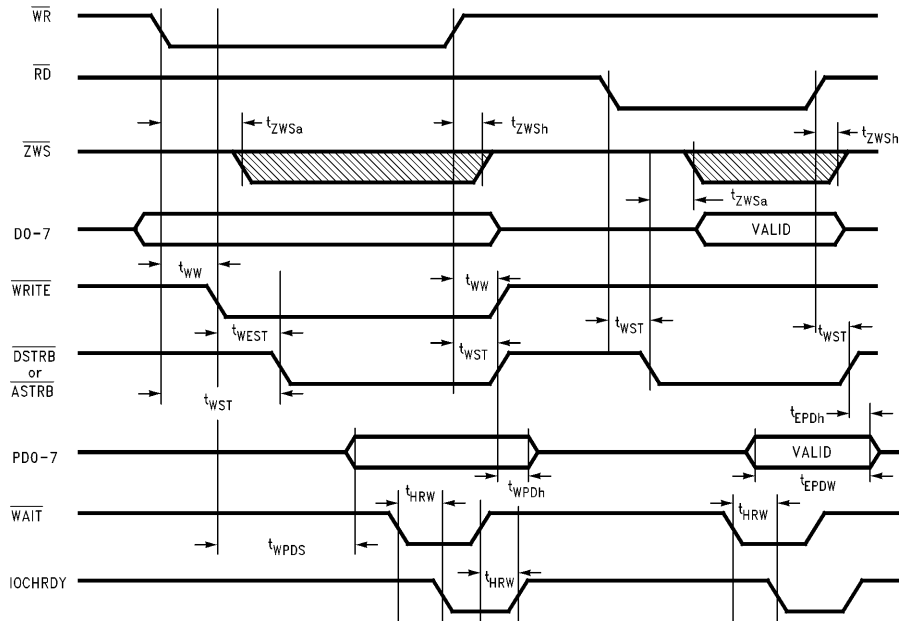 WR
RD
tZWSa
tZWSh
tZWSh
ZWS
tZWSa
D0-7
VALID
tWW
tWW
WRITE
tWEST
tWST
tWST
tWST
DSTRB
or
ASTRB
tWST
tEPDh
PD0-7
VALID
tWPDh
tEPDW
tHRW
tHRW
WAIT
tWPDS
tHRW
IOCHRDY